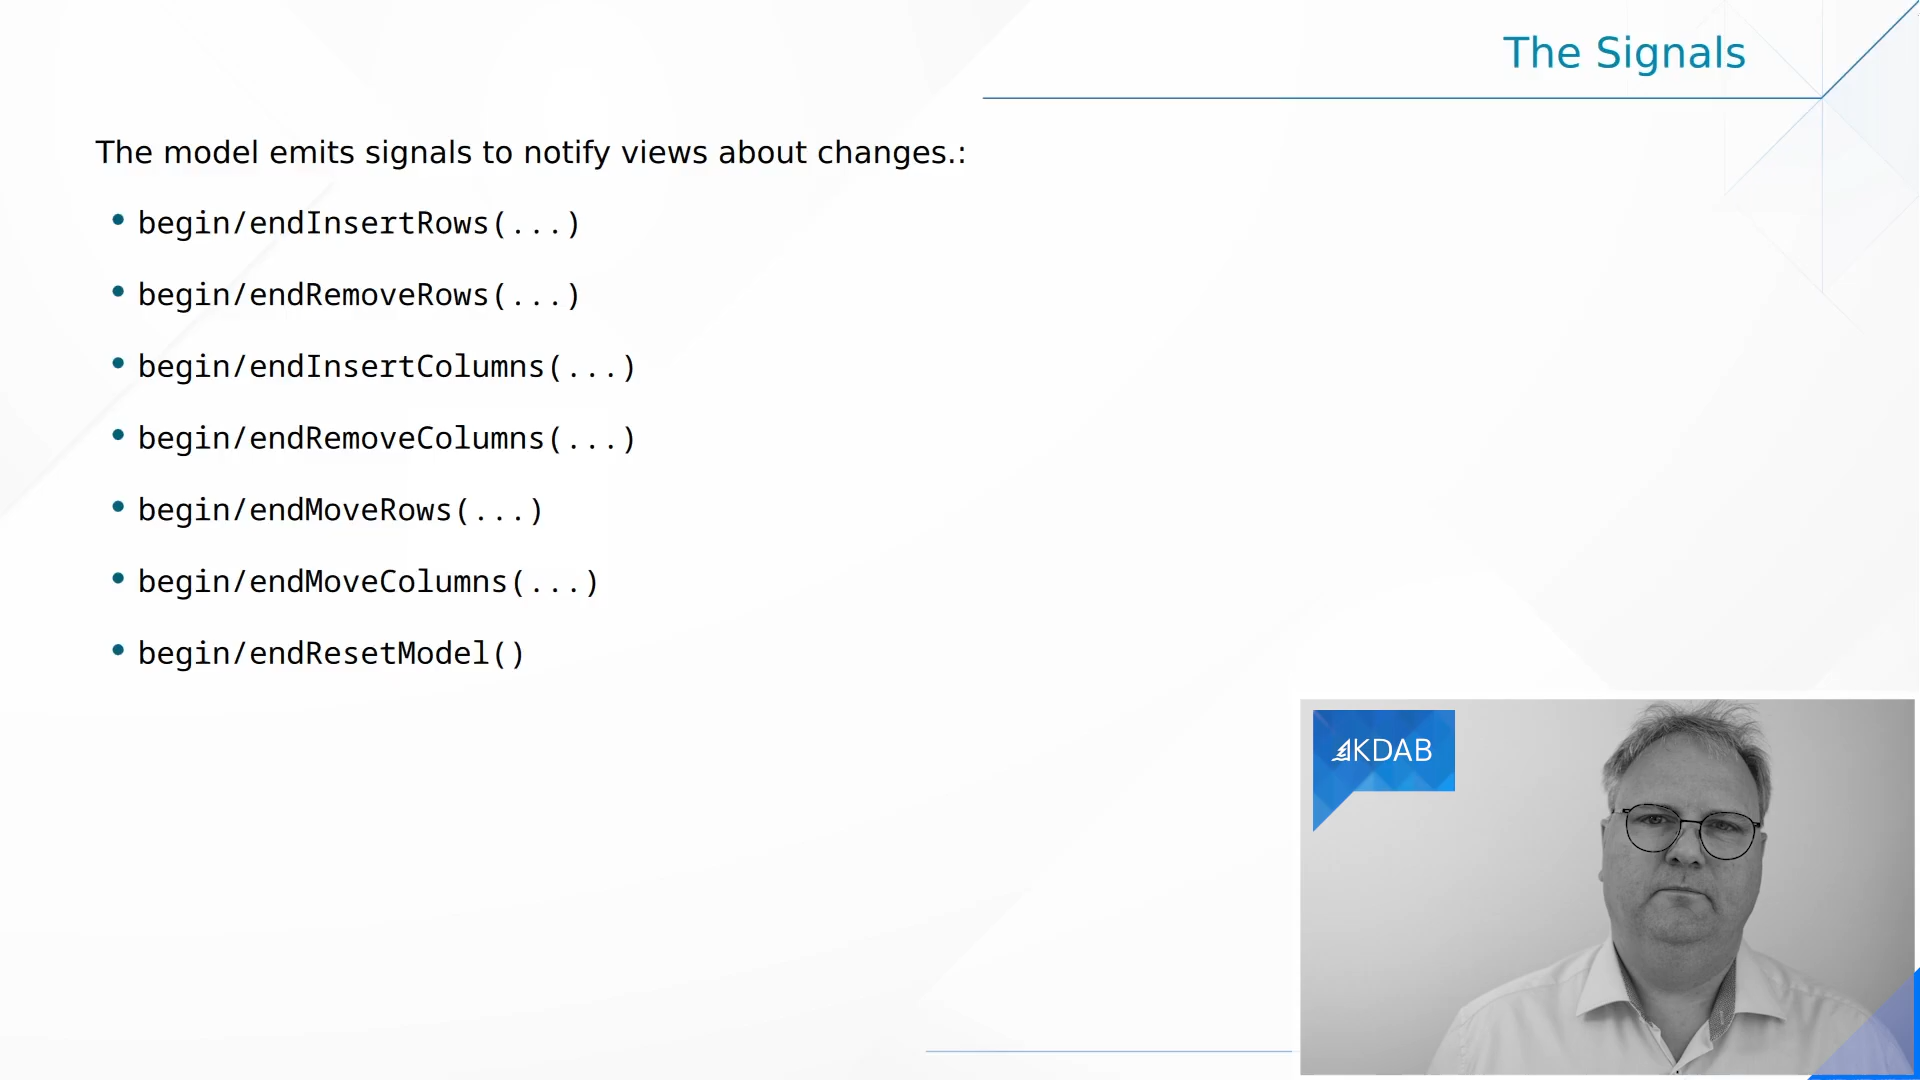 The Signals
The model emits signals to notify views about changes.:
begin/endInsertRows(...)
begin/endRemoveRows(...)
begin/endInsertColumns(...)
begin/endRemoveColumns(...)
begin/endMoveRows(...)
begin/endMoveColumns(...)
begin/endResetModel()
KDAB